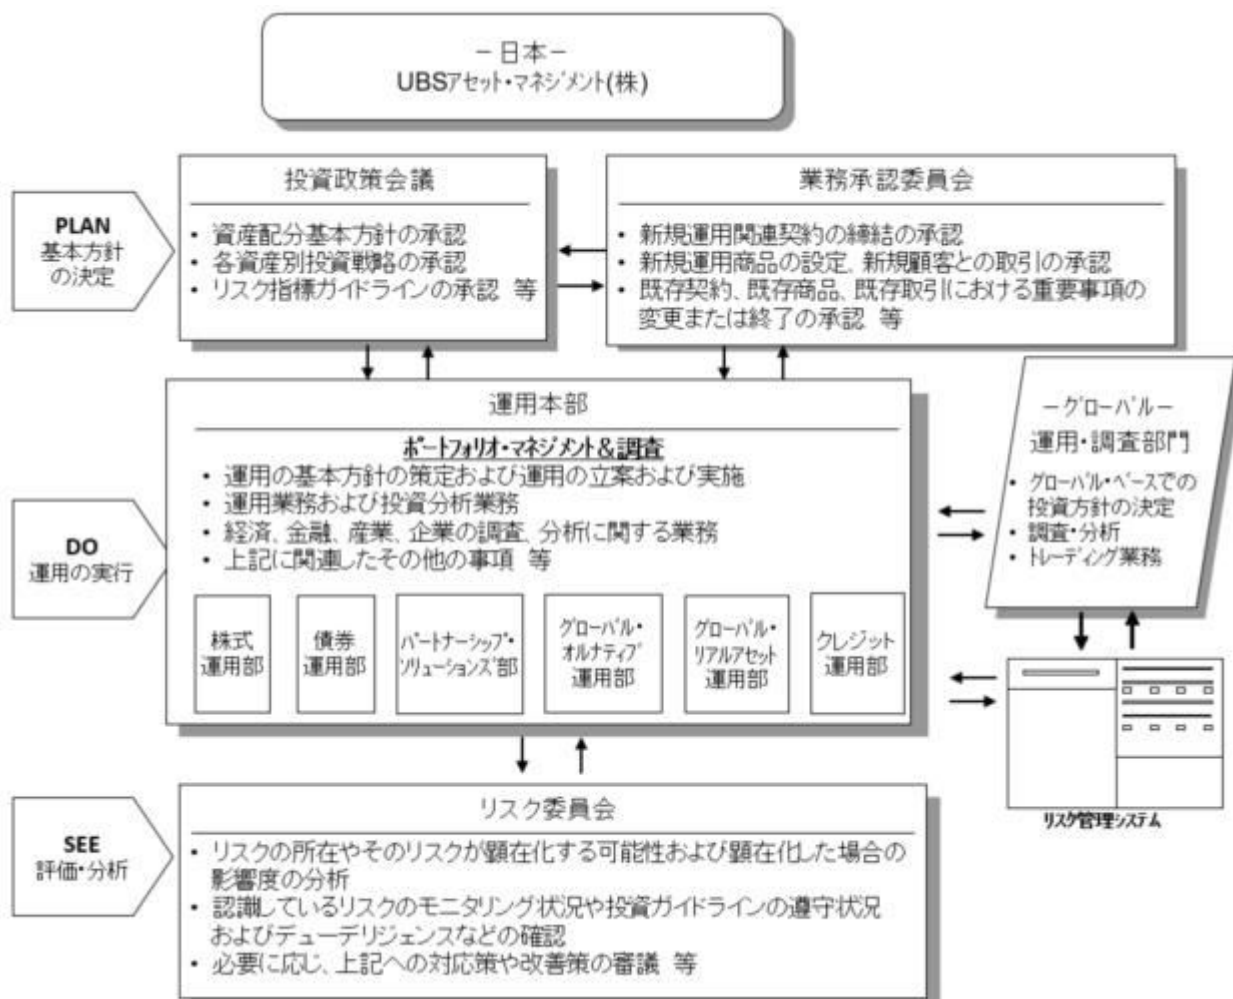 －日本－
UBSアセット・マネジメント(株)
PLAN
基本方針
の決定
投資政策会議
・ 資産配分基本方針の承認
・ 各資産別投資戦略の承認
・ リスク指標ガイドラインの承認 等
業務承認委員会
・ 新規運用関連契約の締結の承認
・ 新規運用商品の設定、新規顧客との取引の承認
・ 既存契約、既存商品、既存取引における重要事項の
変更または終了の承認 等
DO
運用の実行
運用本部
ポートフォリオ・マネジメント＆調査
・ 運用の基本方針の策定および運用の立案および実施
・ 運用業務および投資分析業務
・ 経済、金融、産業、企業の調査、分析に関する業務
・ 上記に関連したその他の事項 等
株式
運用部
債券
運用部
パートナーシップ・
ソリューションズ部
グローバル・
オルナティブ
運用部
グローバル・
リアルアセット
運用部
クレジット
運用部
－グローバル－
運用・調査部門
・ グローバル・ベースでの
投資方針の決定
・ 調査・分析
・ トレーディング業務
リスク管理システム
SEE
評価・分析
リスク委員会
・ リスクの所在やそのリスクが顕在化する可能性および顕在化した場合の
影響度の分析
・ 認識しているリスクのモニタリング状況や投資ガイドラインの遵守状況
およびデューデリジェンスなどの確認
・ 必要に応じ、上記への対応策や改善策の審議 等